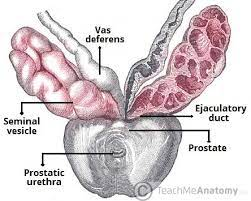 Vas
deferens
Seminal
vesicle
Ejaculatory
duct
Prostate
Prostatic
urethra
TeachMeAnatomy